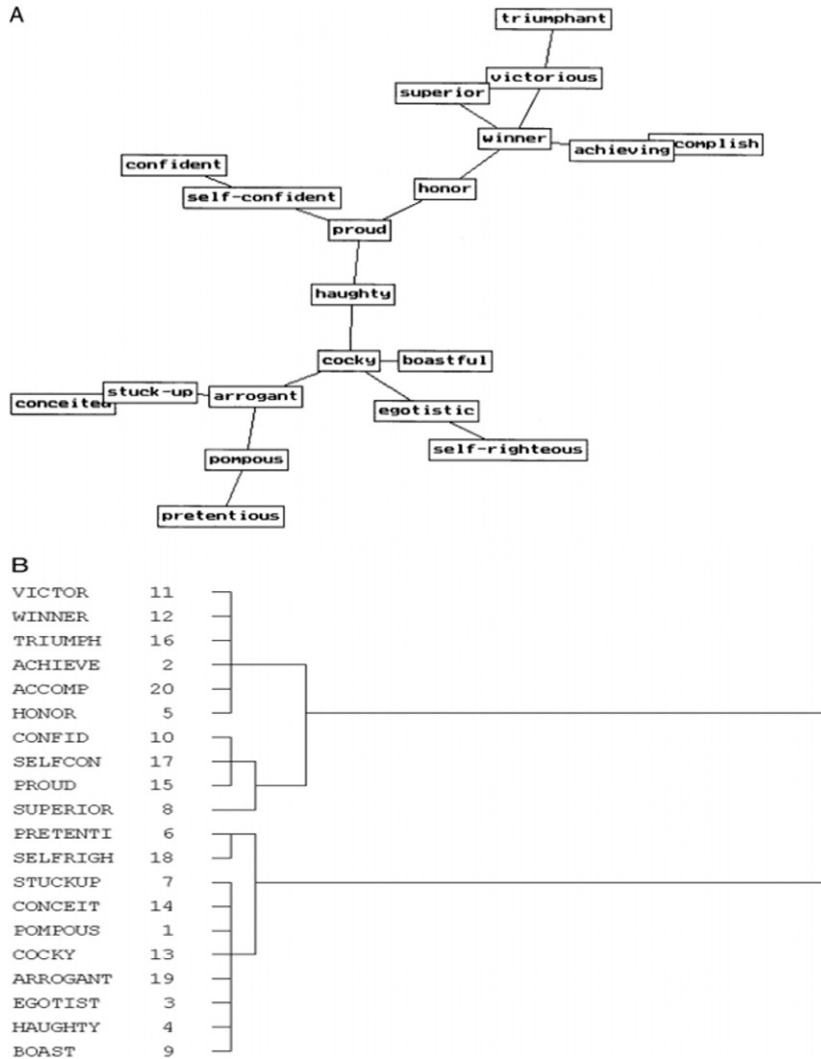 A
triumphant
victorious
superior
winner
achieving
complish
confident
self-confident
honor
proud
haughty
cocky
boastful
stuck-up
conceited
arrogant
egotistic
self-righteous
pompous
pretentious
B
VICTOR 11
WINNER 12
TRIUMPH 16
ACHIEVE 2
ACCOMP 20
HONOR 5
CONFID 10
SELFCON 17
PROUD 15
SUPERIOR 8
PRETENTI 6
SELFRIGH 18
STUCKUP 7
CONCEIT 14
POMPOUS 1
COCKY 13
ARROGANT 19
EGOTIST 3
HAUGHTY 4
BOAST 9